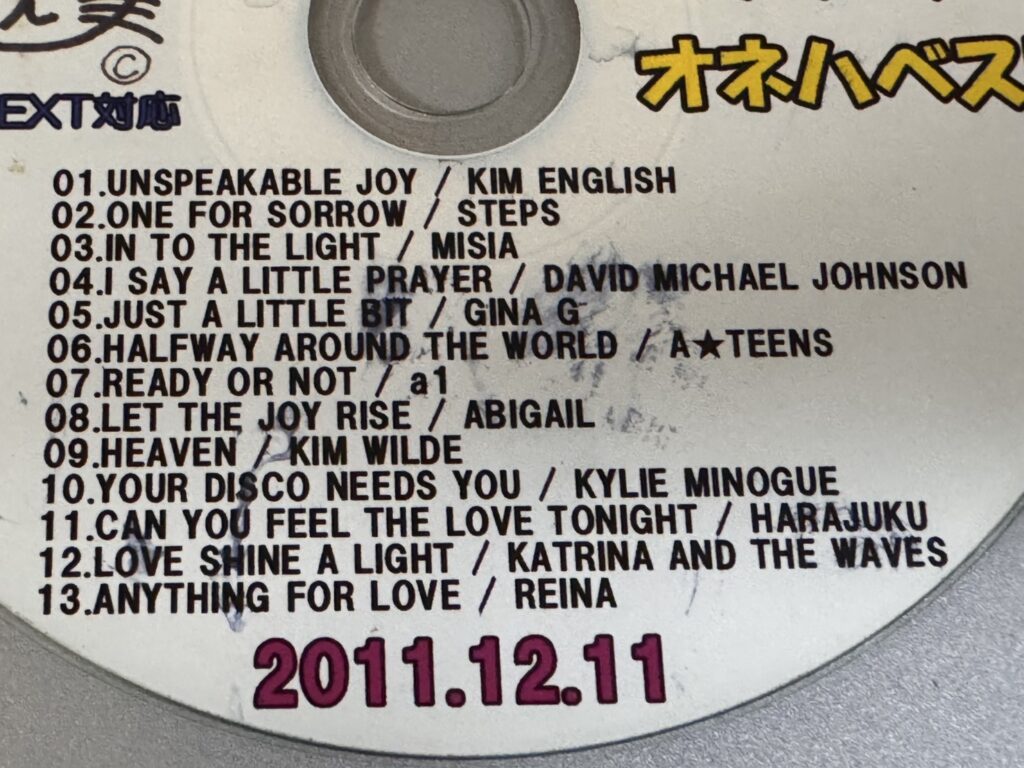 美
©
EXT対応
オネハベス
01.UNSPEAKABLE JOY / KIM ENGLISH
02.ONE FOR SORROW / STEPS
03.IN TO THE LIGHT / MISIA
04.I SAY A LITTLE PRAYER / DAVID MICHAEL JOHNSON
05.JUST A LITTLE BIT / GINA G
06.HALFWAY AROUND THE WORLD / A★TEENS
07.READY OR NOT / a1
08.LET THE JOY RISE / ABIGAIL
09.HEAVEN / KIM WILDE
10.YOUR DISCO NEEDS YOU / KYLIE MINOGUE
11.CAN YOU FEEL THE LOVE TONIGHT / HARAJUKU
12.LOVE SHINE A LIGHT / KATRINA AND THE WAVES
13.ANYTHING FOR LOVE / REINA
2011.12.11